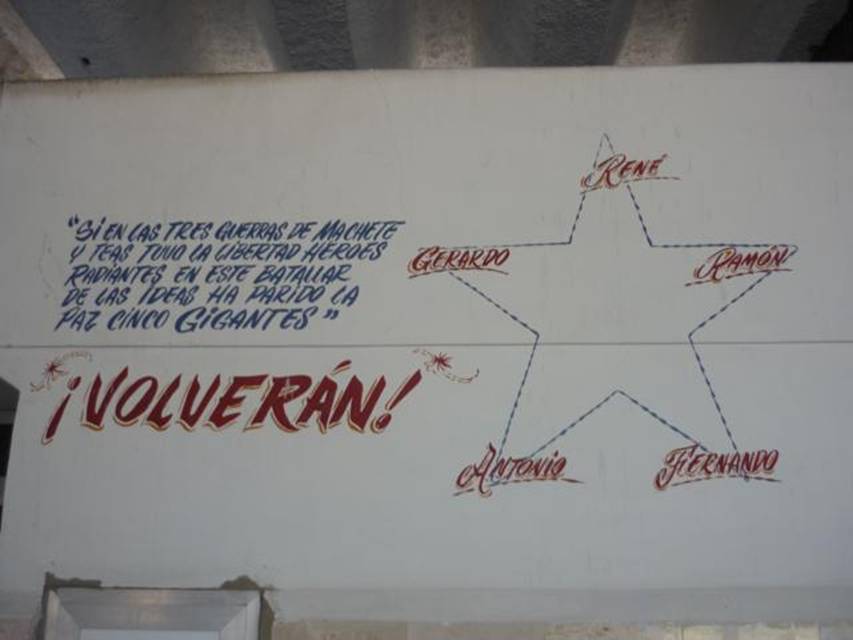 "SI EN LAS TRES GUERRAS DE MACHETE
Y TEAS TUVO LA LIBERTAD HÉROES
RADIANTES EN ESTE BATALLAR
DE LAS IDEAS HA PARIDO LA
PAZ CINCO GIGANTES"
¡VOLVERÁN!
RENÉ
GERARDO
RAMÓN
ANTONIO
FERNANDO